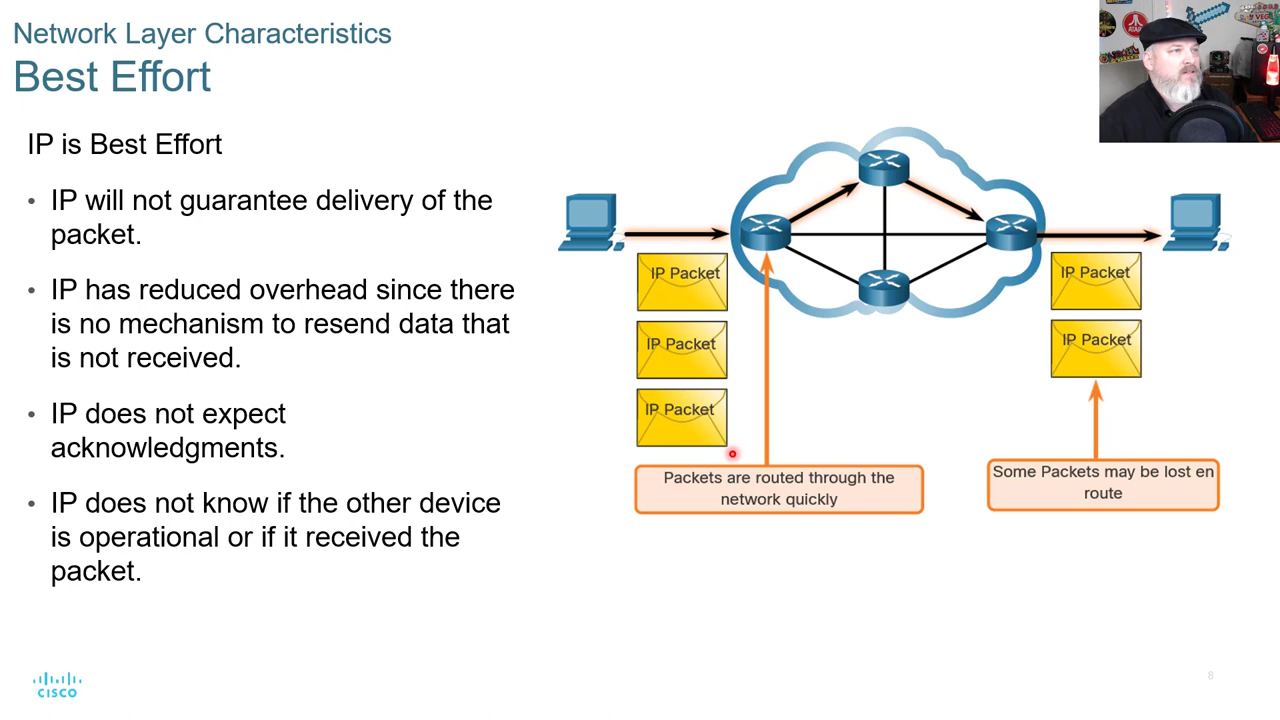 Network Layer Characteristics
Best Effort
IP is Best Effort
• IP will not guarantee delivery of the
packet.
• IP has reduced overhead since there
is no mechanism to resend data that
is not received.
• IP does not expect
acknowledgments.
• IP does not know if the other device
is operational or if it received the
packet.
IP Packet
IP Packet
IP Packet
Packets are routed through the
network quickly
IP Packet
IP Packet
Some Packets may be lost en
route
ATARI
CISCO
8